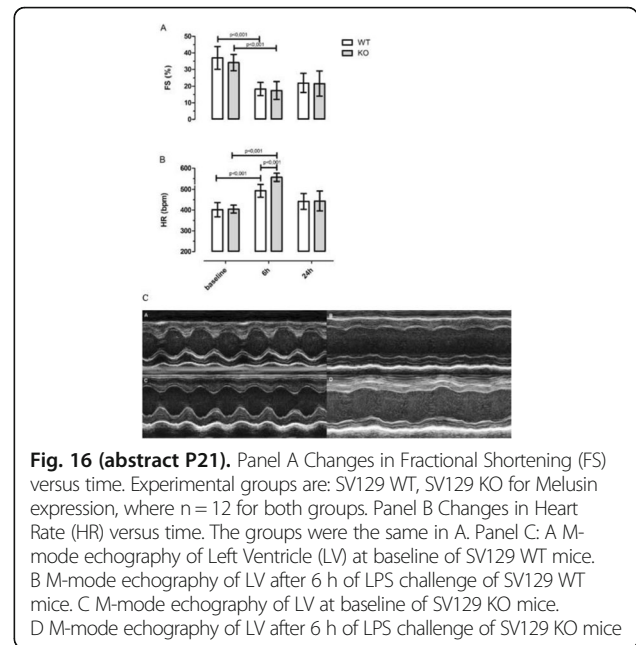 A
50
40
30
20
10
0
FS (%)
p<0,001
p<0,001
WT
KO
B
600
500
400
300
200
HR (bpm)
p<0,001
p<0,001
p<0,001
baseline
6h
24h
C
A
B
C
D
Fig. 16 (abstract P21). Panel A Changes in Fractional Shortening (FS)
versus time. Experimental groups are: SV129 WT, SV129 KO for Melusin
expression, where n = 12 for both groups. Panel B Changes in Heart
Rate (HR) versus time. The groups were the same in A. Panel C: A M-
mode echography of Left Ventricle (LV) at baseline of SV129 WT mice.
B M-mode echography of LV after 6 h of LPS challenge of SV129 WT
mice. C M-mode echography of LV at baseline of SV129 KO mice.
D M-mode echography of LV after 6 h of LPS challenge of SV129 KO mice